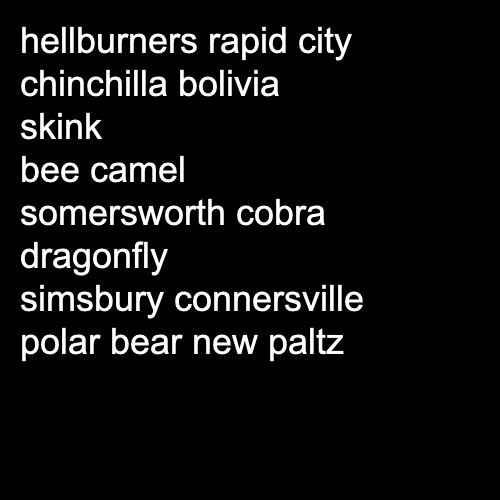 hellburners rapid city
chinchilla bolivia
skink
bee camel
somersworth cobra
dragonfly
simsbury connersville
polar bear new paltz